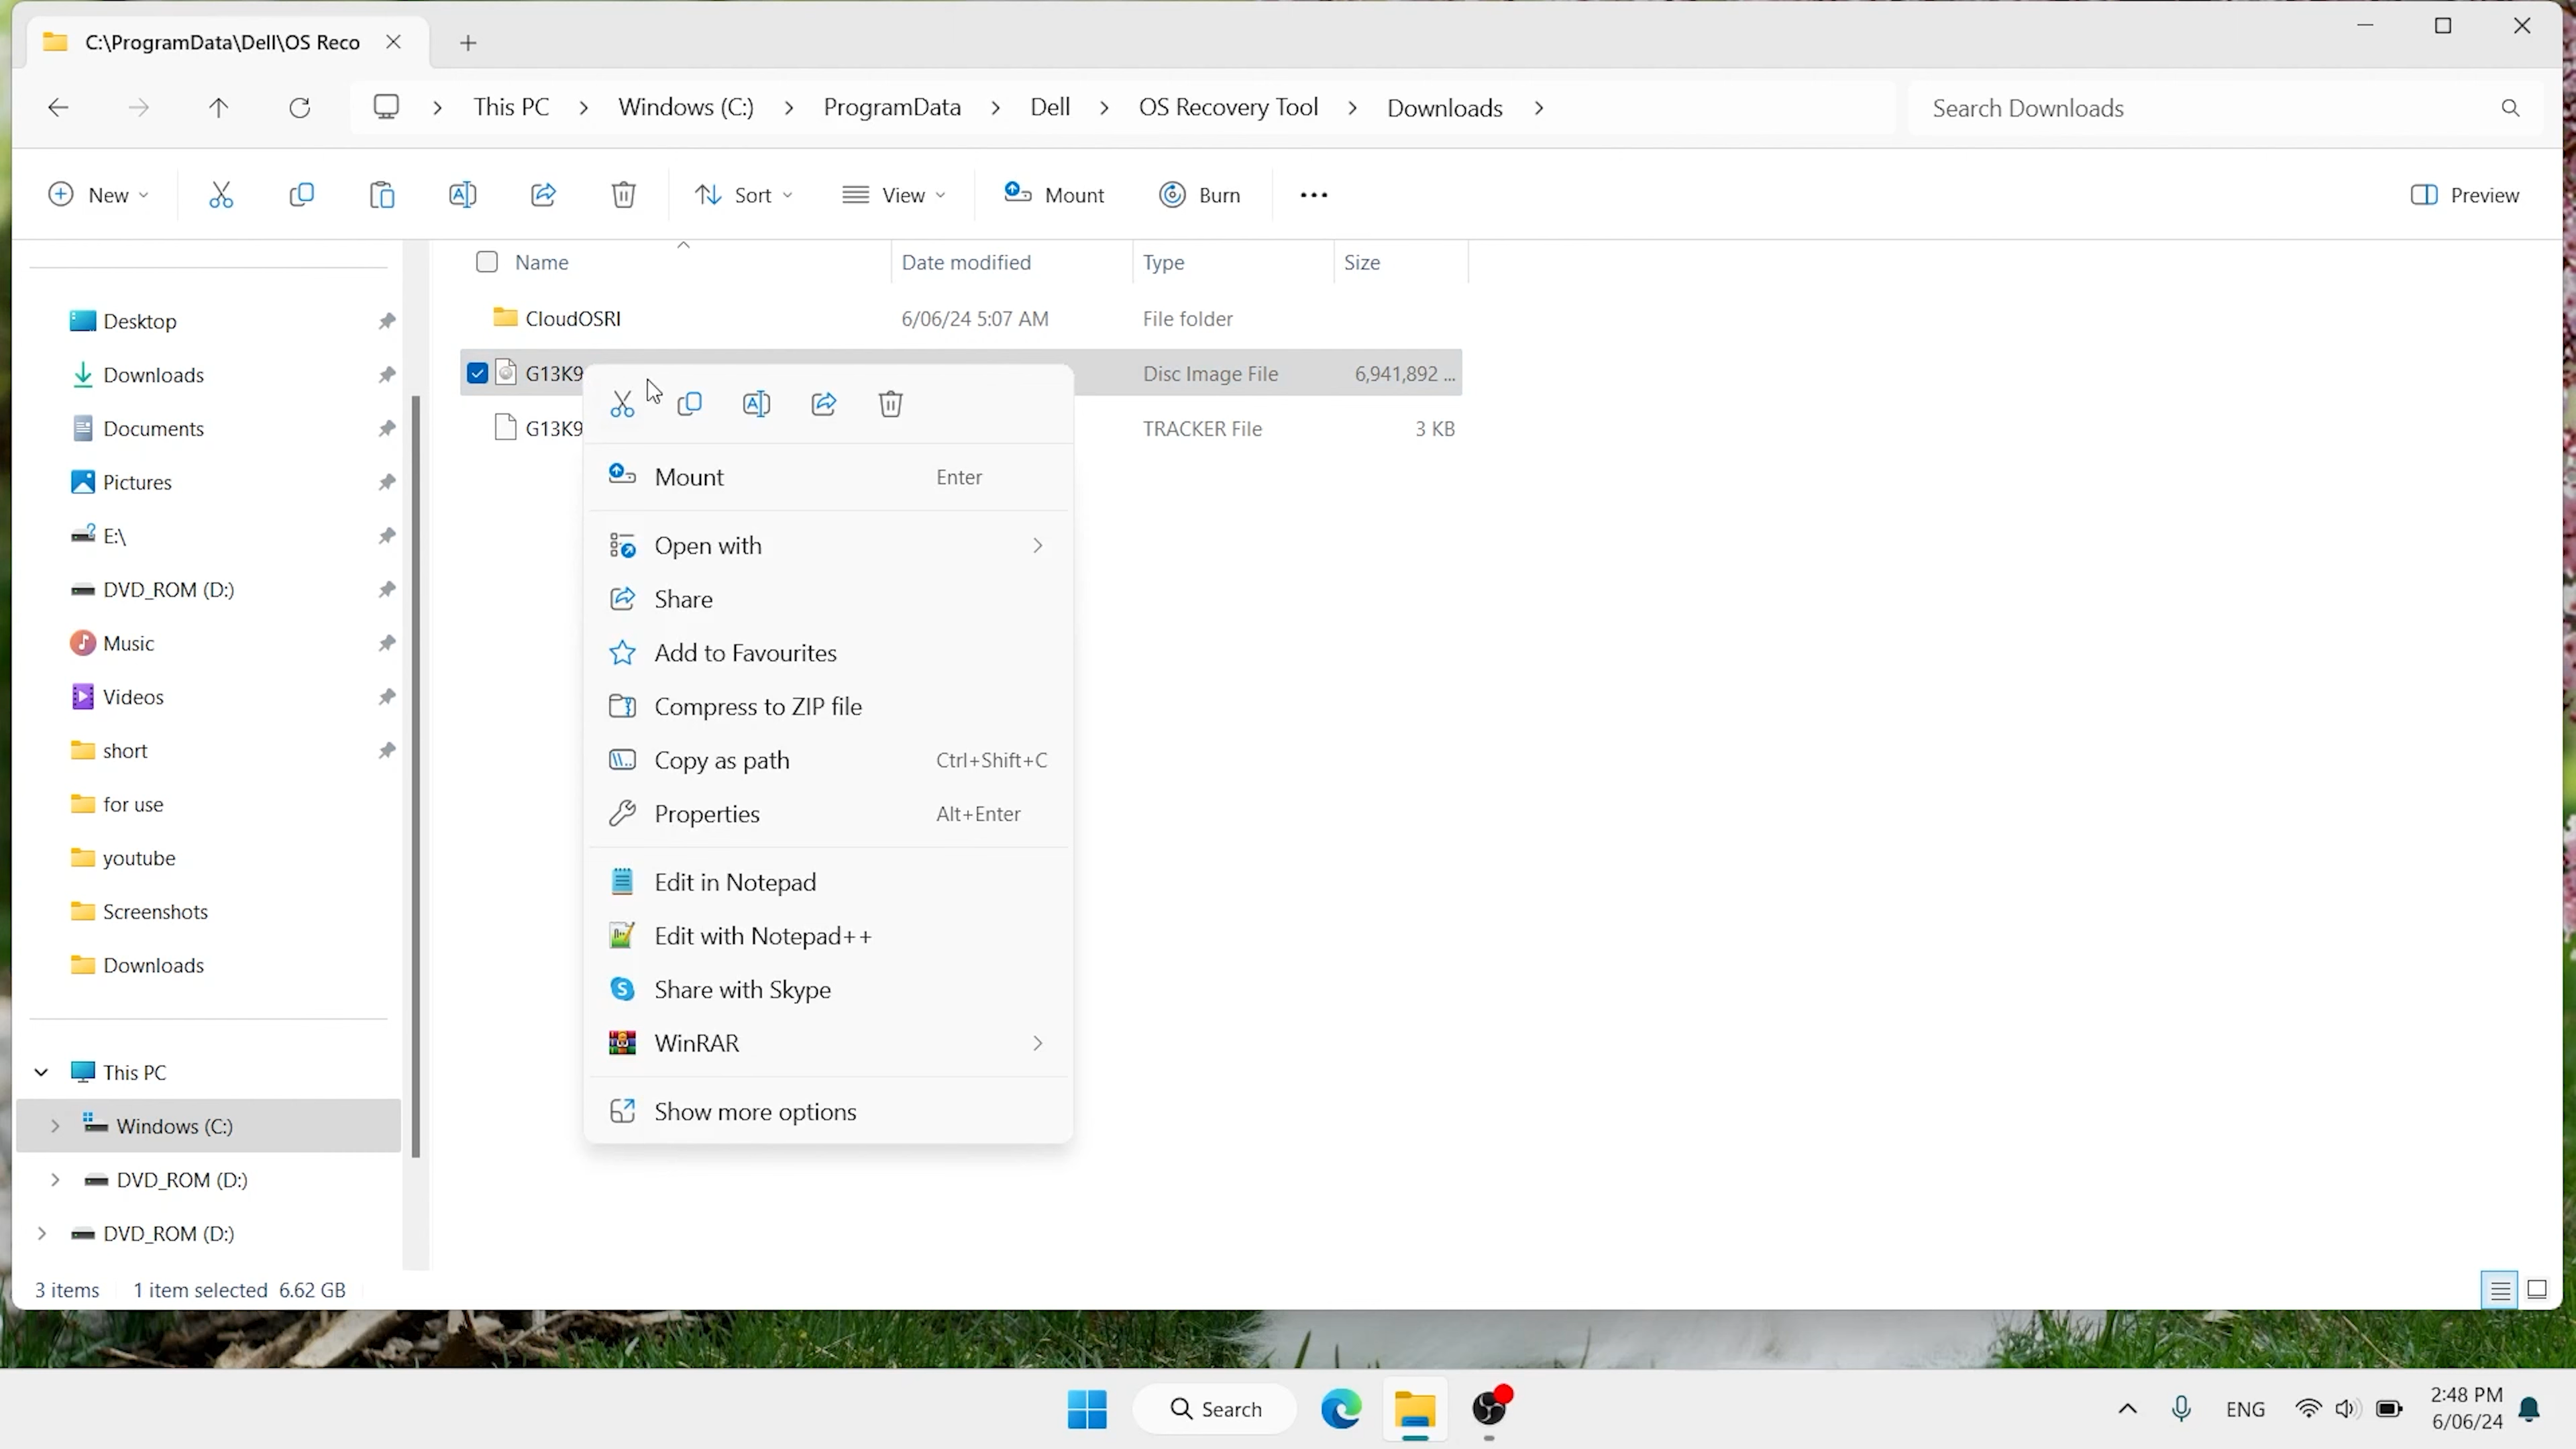 C:\ProgramData\Dell\OS Reco
This PC Windows (C:) ProgramData Dell OS Recovery Tool Downloads
Search Downloads
New Sort View Mount Burn Preview
Name Date modified Type Size
CloudOSRI 6/06/24 5:07 AM File folder
G13K9 Disc Image File 6,941,892 ...
G13K9 TRACKER File 3 KB
Desktop
Downloads
Documents
Pictures
E:\
DVD_ROM (D:)
Music
Videos
short
for use
youtube
Screenshots
Downloads
This PC
Windows (C:)
DVD_ROM (D:)
DVD_ROM (D:)
Mount Enter
Open with
Share
Add to Favourites
Compress to ZIP file
Copy as path Ctrl+Shift+C
Properties Alt+Enter
Edit in Notepad
Edit with Notepad++
Share with Skype
WinRAR
Show more options
3 items 1 item selected 6.62 GB
Search
ENG
2:48 PM
6/06/24